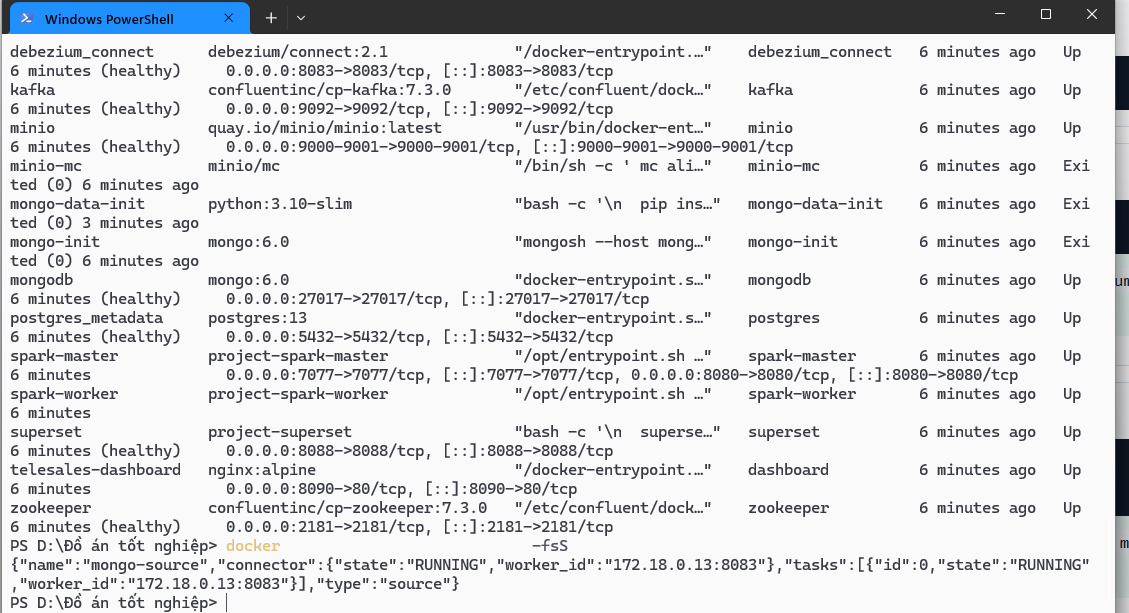 Windows PowerShell
debezium_connect debezium/connect:2.1 "/docker-entrypoint.…" debezium_connect 6 minutes ago Up
6 minutes (healthy) 0.0.0.0:8083->8083/tcp, [::]:8083->8083/tcp
kafka confluentinc/cp-kafka:7.3.0 "/etc/confluent/dock…" kafka 6 minutes ago Up
6 minutes (healthy) 0.0.0.0:9092->9092/tcp, [::]:9092->9092/tcp
minio quay.io/minio/minio:latest "/usr/bin/docker-ent…" minio 6 minutes ago Up
6 minutes (healthy) 0.0.0.0:9000-9001->9000-9001/tcp, [::]:9000-9001->9000-9001/tcp
minio-mc minio/mc "/bin/sh -c ' mc ali…" minio-mc 6 minutes ago Exi
ted (0) 6 minutes ago
mongo-data-init python:3.10-slim "bash -c '\n  pip ins…" mongo-data-init 6 minutes ago Exi
ted (0) 3 minutes ago
mongo-init mongo:6.0 "mongosh --host mong…" mongo-init 6 minutes ago Exi
ted (0) 6 minutes ago
mongodb mongo:6.0 "docker-entrypoint.s…" mongodb 6 minutes ago Up
6 minutes (healthy) 0.0.0.0:27017->27017/tcp, [::]:27017->27017/tcp
postgres_metadata postgres:13 "docker-entrypoint.s…" postgres 6 minutes ago Up
6 minutes (healthy) 0.0.0.0:5432->5432/tcp, [::]:5432->5432/tcp
spark-master project-spark-master "/opt/entrypoint.sh …" spark-master 6 minutes ago Up
6 minutes 0.0.0.0:7077->7077/tcp, [::]:7077->7077/tcp, 0.0.0.0:8080->8080/tcp, [::]:8080->8080/tcp
spark-worker project-spark-worker "/opt/entrypoint.sh …" spark-worker 6 minutes ago Up
6 minutes
superset project-superset "bash -c '\n  superse…" superset 6 minutes ago Up
6 minutes (healthy) 0.0.0.0:8088->8088/tcp, [::]:8088->8088/tcp
telesales-dashboard nginx:alpine "/docker-entrypoint.…" dashboard 6 minutes ago Up
6 minutes 0.0.0.0:8090->80/tcp, [::]:8090->80/tcp
zookeeper confluentinc/cp-zookeeper:7.3.0 "/etc/confluent/dock…" zookeeper 6 minutes ago Up
6 minutes (healthy) 0.0.0.0:2181->2181/tcp, [::]:2181->2181/tcp
PS D:\Đồ án tốt nghiệp> docker -fsS
{"name":"mongo-source","connector":{"state":"RUNNING","worker_id":"172.18.0.13:8083"},"tasks":[{"id":0,"state":"RUNNING"
,"worker_id":"172.18.0.13:8083"}],"type":"source"}
PS D:\Đồ án tốt nghiệp>